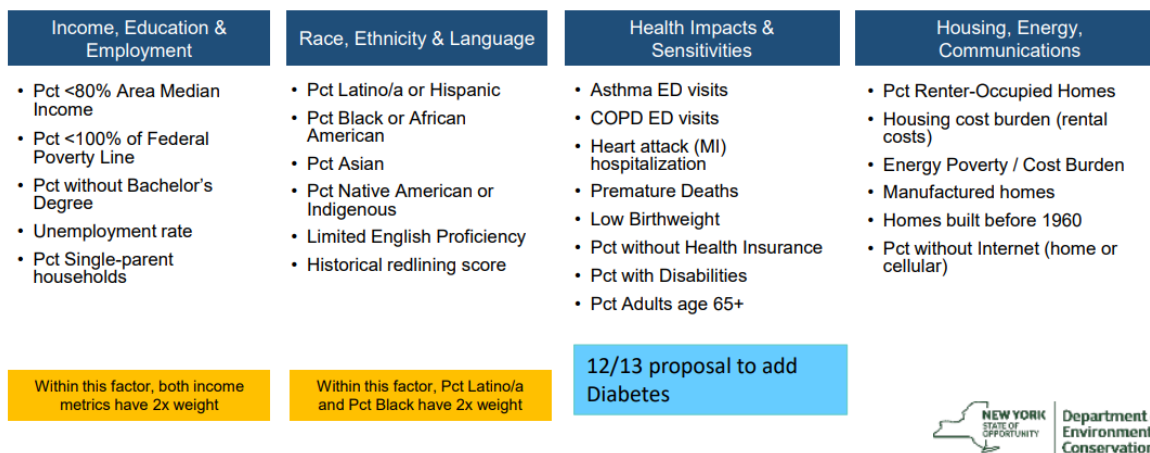 Income, Education &
Employment
• Pct <80% Area Median
Income
• Pct <100% of Federal
Poverty Line
• Pct without Bachelor's
Degree
• Unemployment rate
• Pct Single-parent
households
Within this factor, both income
metrics have 2x weight
Race, Ethnicity & Language
• Pct Latino/a or Hispanic
• Pct Black or African
American
• Pct Asian
• Pct Native American or
Indigenous
• Limited English Proficiency
• Historical redlining score
Within this factor, Pct Latino/a
and Pct Black have 2x weight
Health Impacts &
Sensitivities
• Asthma ED visits
• COPD ED visits
• Heart attack (MI)
hospitalization
• Premature Deaths
• Low Birthweight
• Pct without Health Insurance
• Pct with Disabilities
• Pct Adults age 65+
12/13 proposal to add
Diabetes
Housing, Energy,
Communications
• Pct Renter-Occupied Homes
• Housing cost burden (rental
costs)
• Energy Poverty / Cost Burden
• Manufactured homes
• Homes built before 1960
• Pct without Internet (home or
cellular)
NEW YORK
STATE OF
OPPORTUNITY
Department
Environment
Conservation